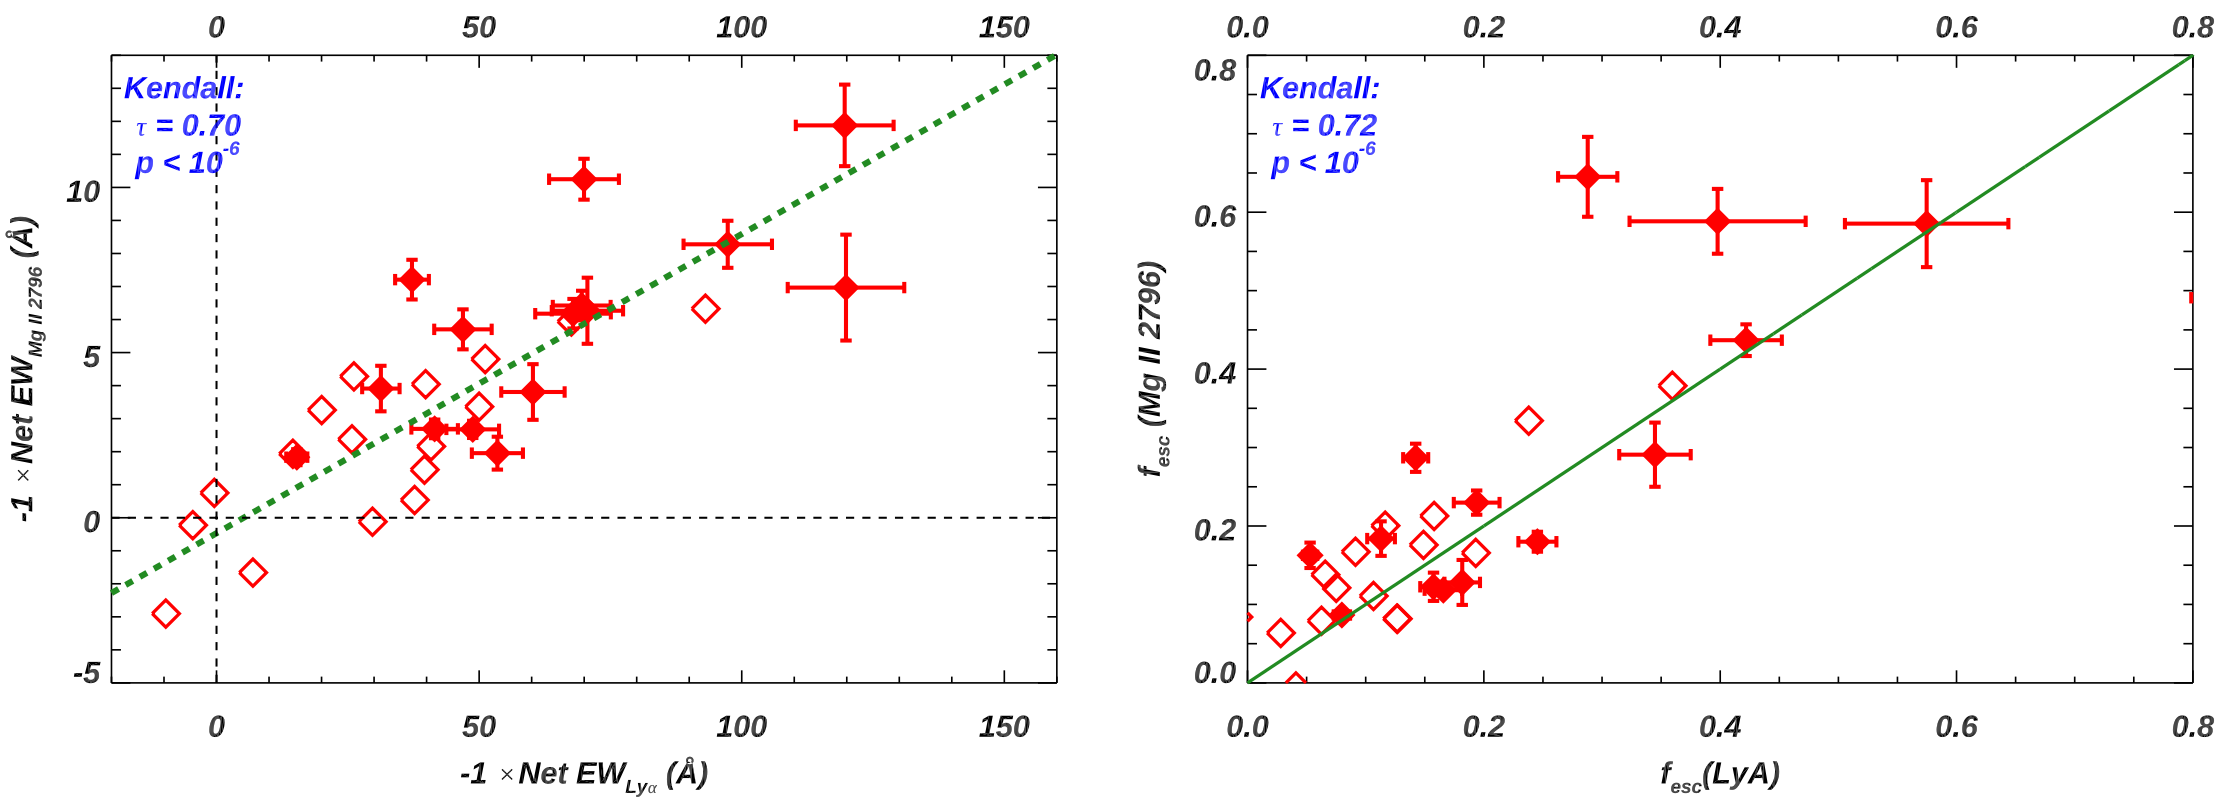 0 50 100 150
Kendall:
τ = 0.70
p < 10-6
10
5
0
-5
-1 ×Net EWMg II 2796 (Å)
0 50 100 150
-1 ×Net EWLyα (Å)
0.0 0.2 0.4 0.6 0.8
Kendall:
τ = 0.72
p < 10-6
0.8
0.6
0.4
0.2
0.0
fesc (Mg II 2796)
0.0 0.2 0.4 0.6 0.8
fesc(LyA)